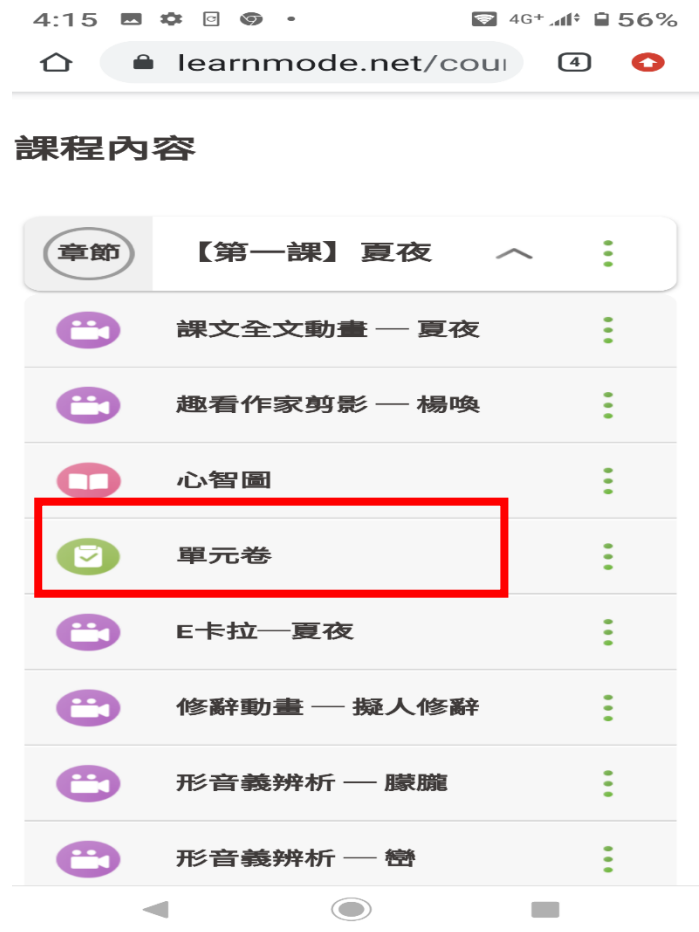 4:15 4G+ 56%
learnmode.net/cour 4
課程內容
章節 【第一課】 夏夜
課文全文動畫 — 夏夜
趣看作家剪影 — 楊喚
心智圖
單元卷
E卡拉—夏夜
修辭動畫 — 擬人修辭
形音義辨析 — 朦朧
形音義辨析 — 巒